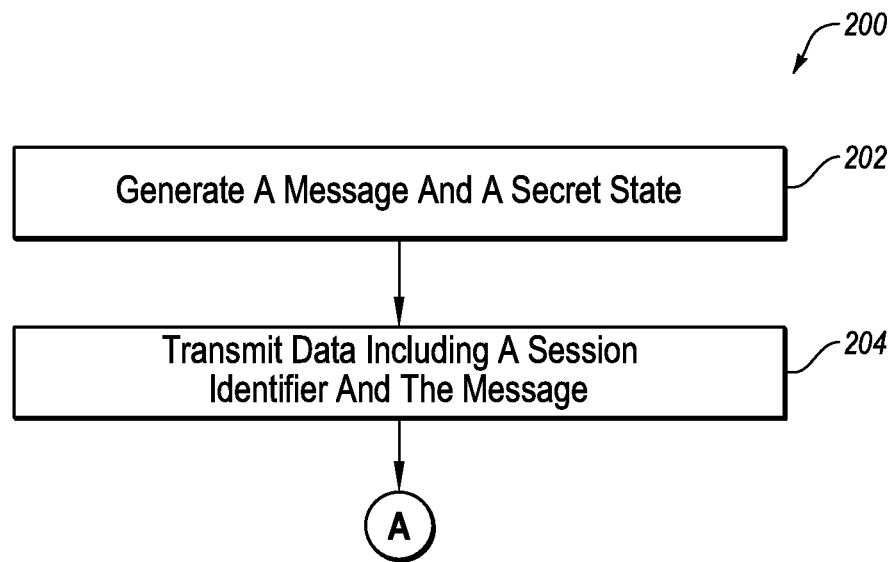 200
Generate A Message And A Secret State
202
Transmit Data Including A Session
Identifier And The Message
204
A